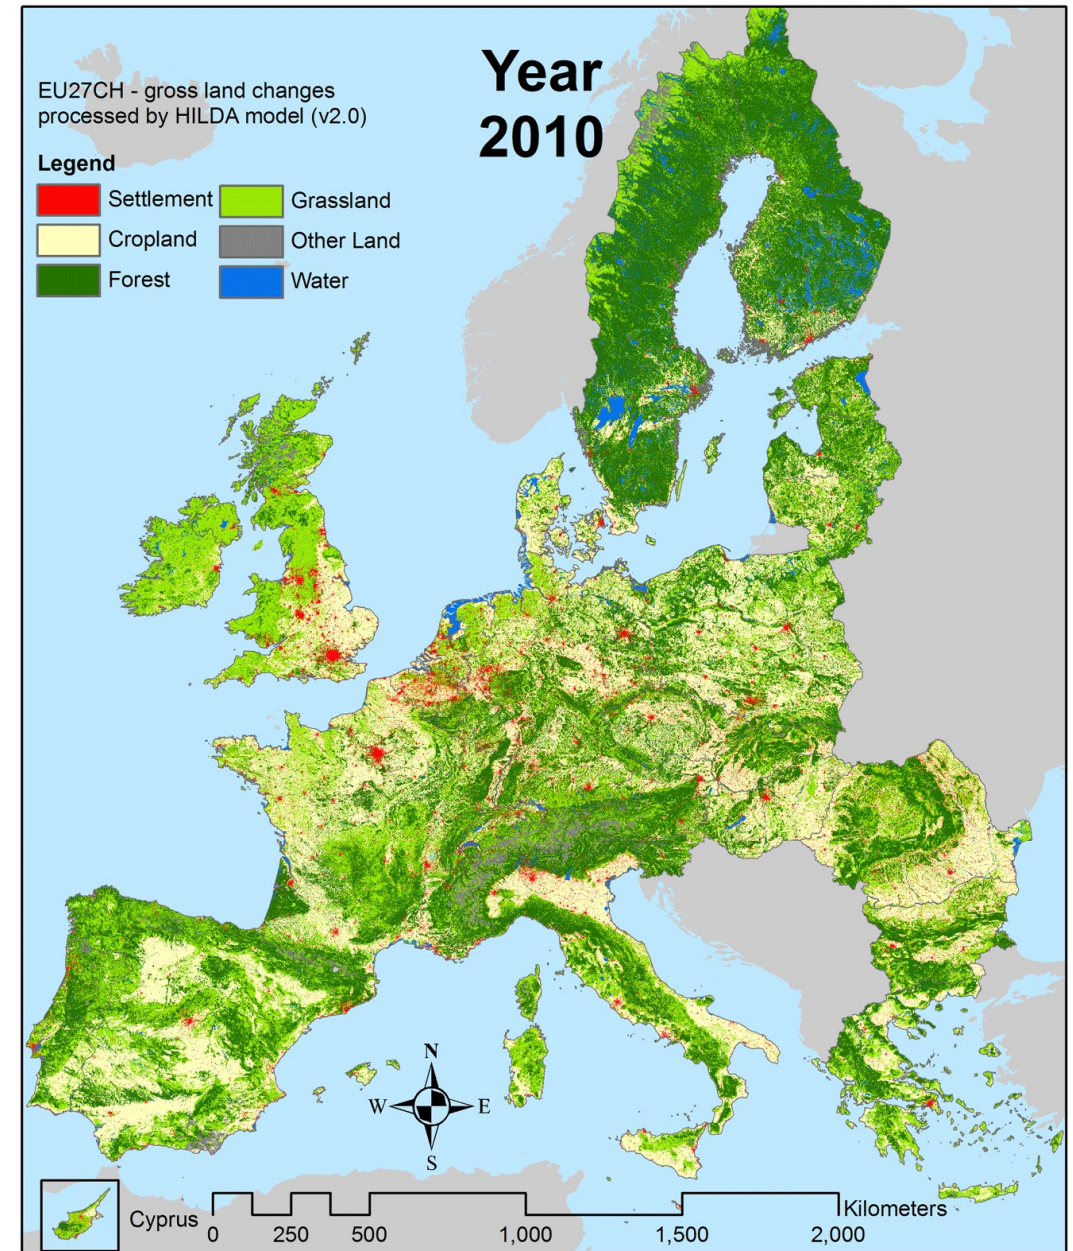 Year
2010
EU27CH - gross land changes
processed by HILDA model (v2.0)
Legend
Settlement
Grassland
Cropland
Other Land
Forest
Water
N
W
E
S
Cyprus
Kilometers
0 250 500 1,000 1,500 2,000